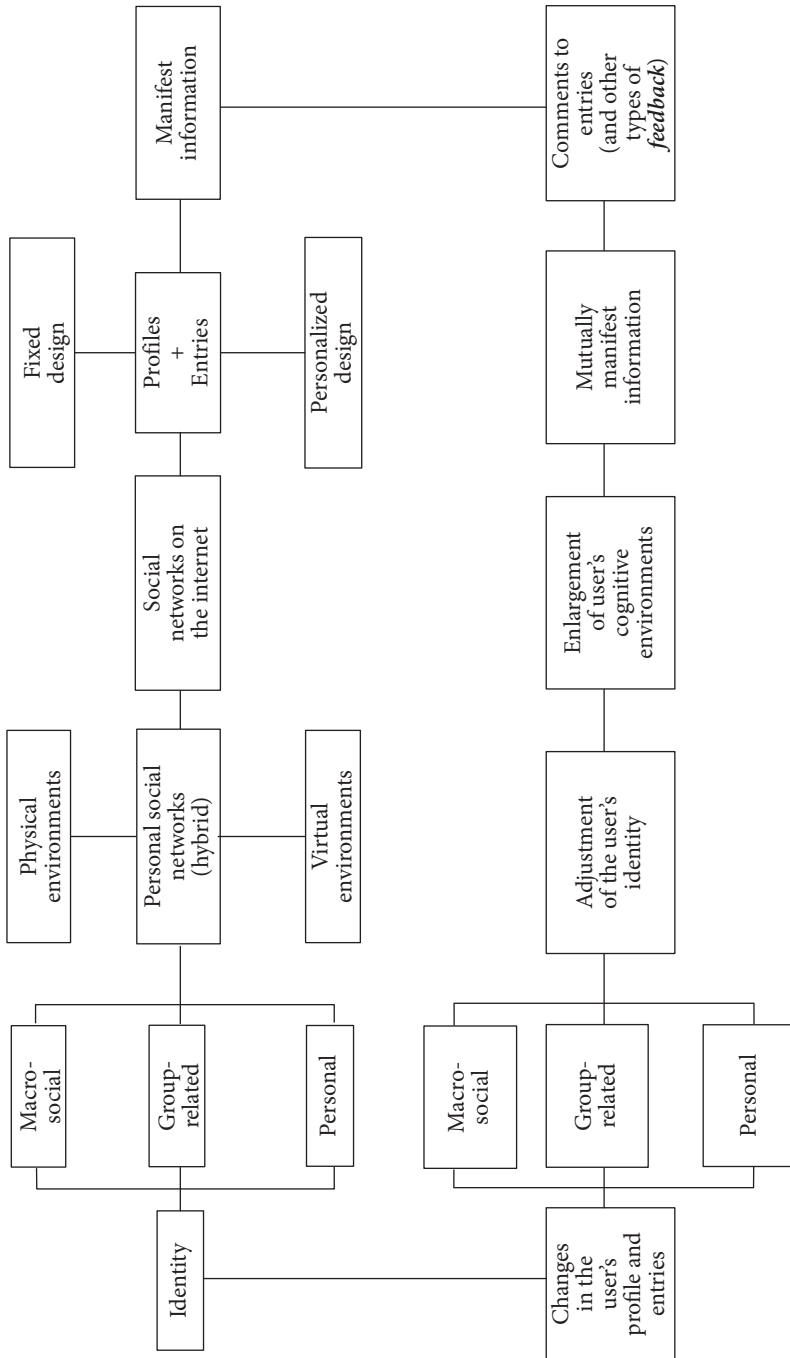 Identity
Macro-
social
Group-
related
Personal
Physical
environments
Personal social
networks
(hybrid)
Virtual
environments
Social
networks on
the internet
Fixed
design
Profiles
+
Entries
Personalized
design
Manifest
information
Changes
in the
user's
profile and
entries
Macro-
social
Group-
related
Personal
Adjustment
of the user's
identity
Enlargement
of user's
cognitive
environments
Mutually
manifest
information
Comments to
entries
(and other
types of
feedback)